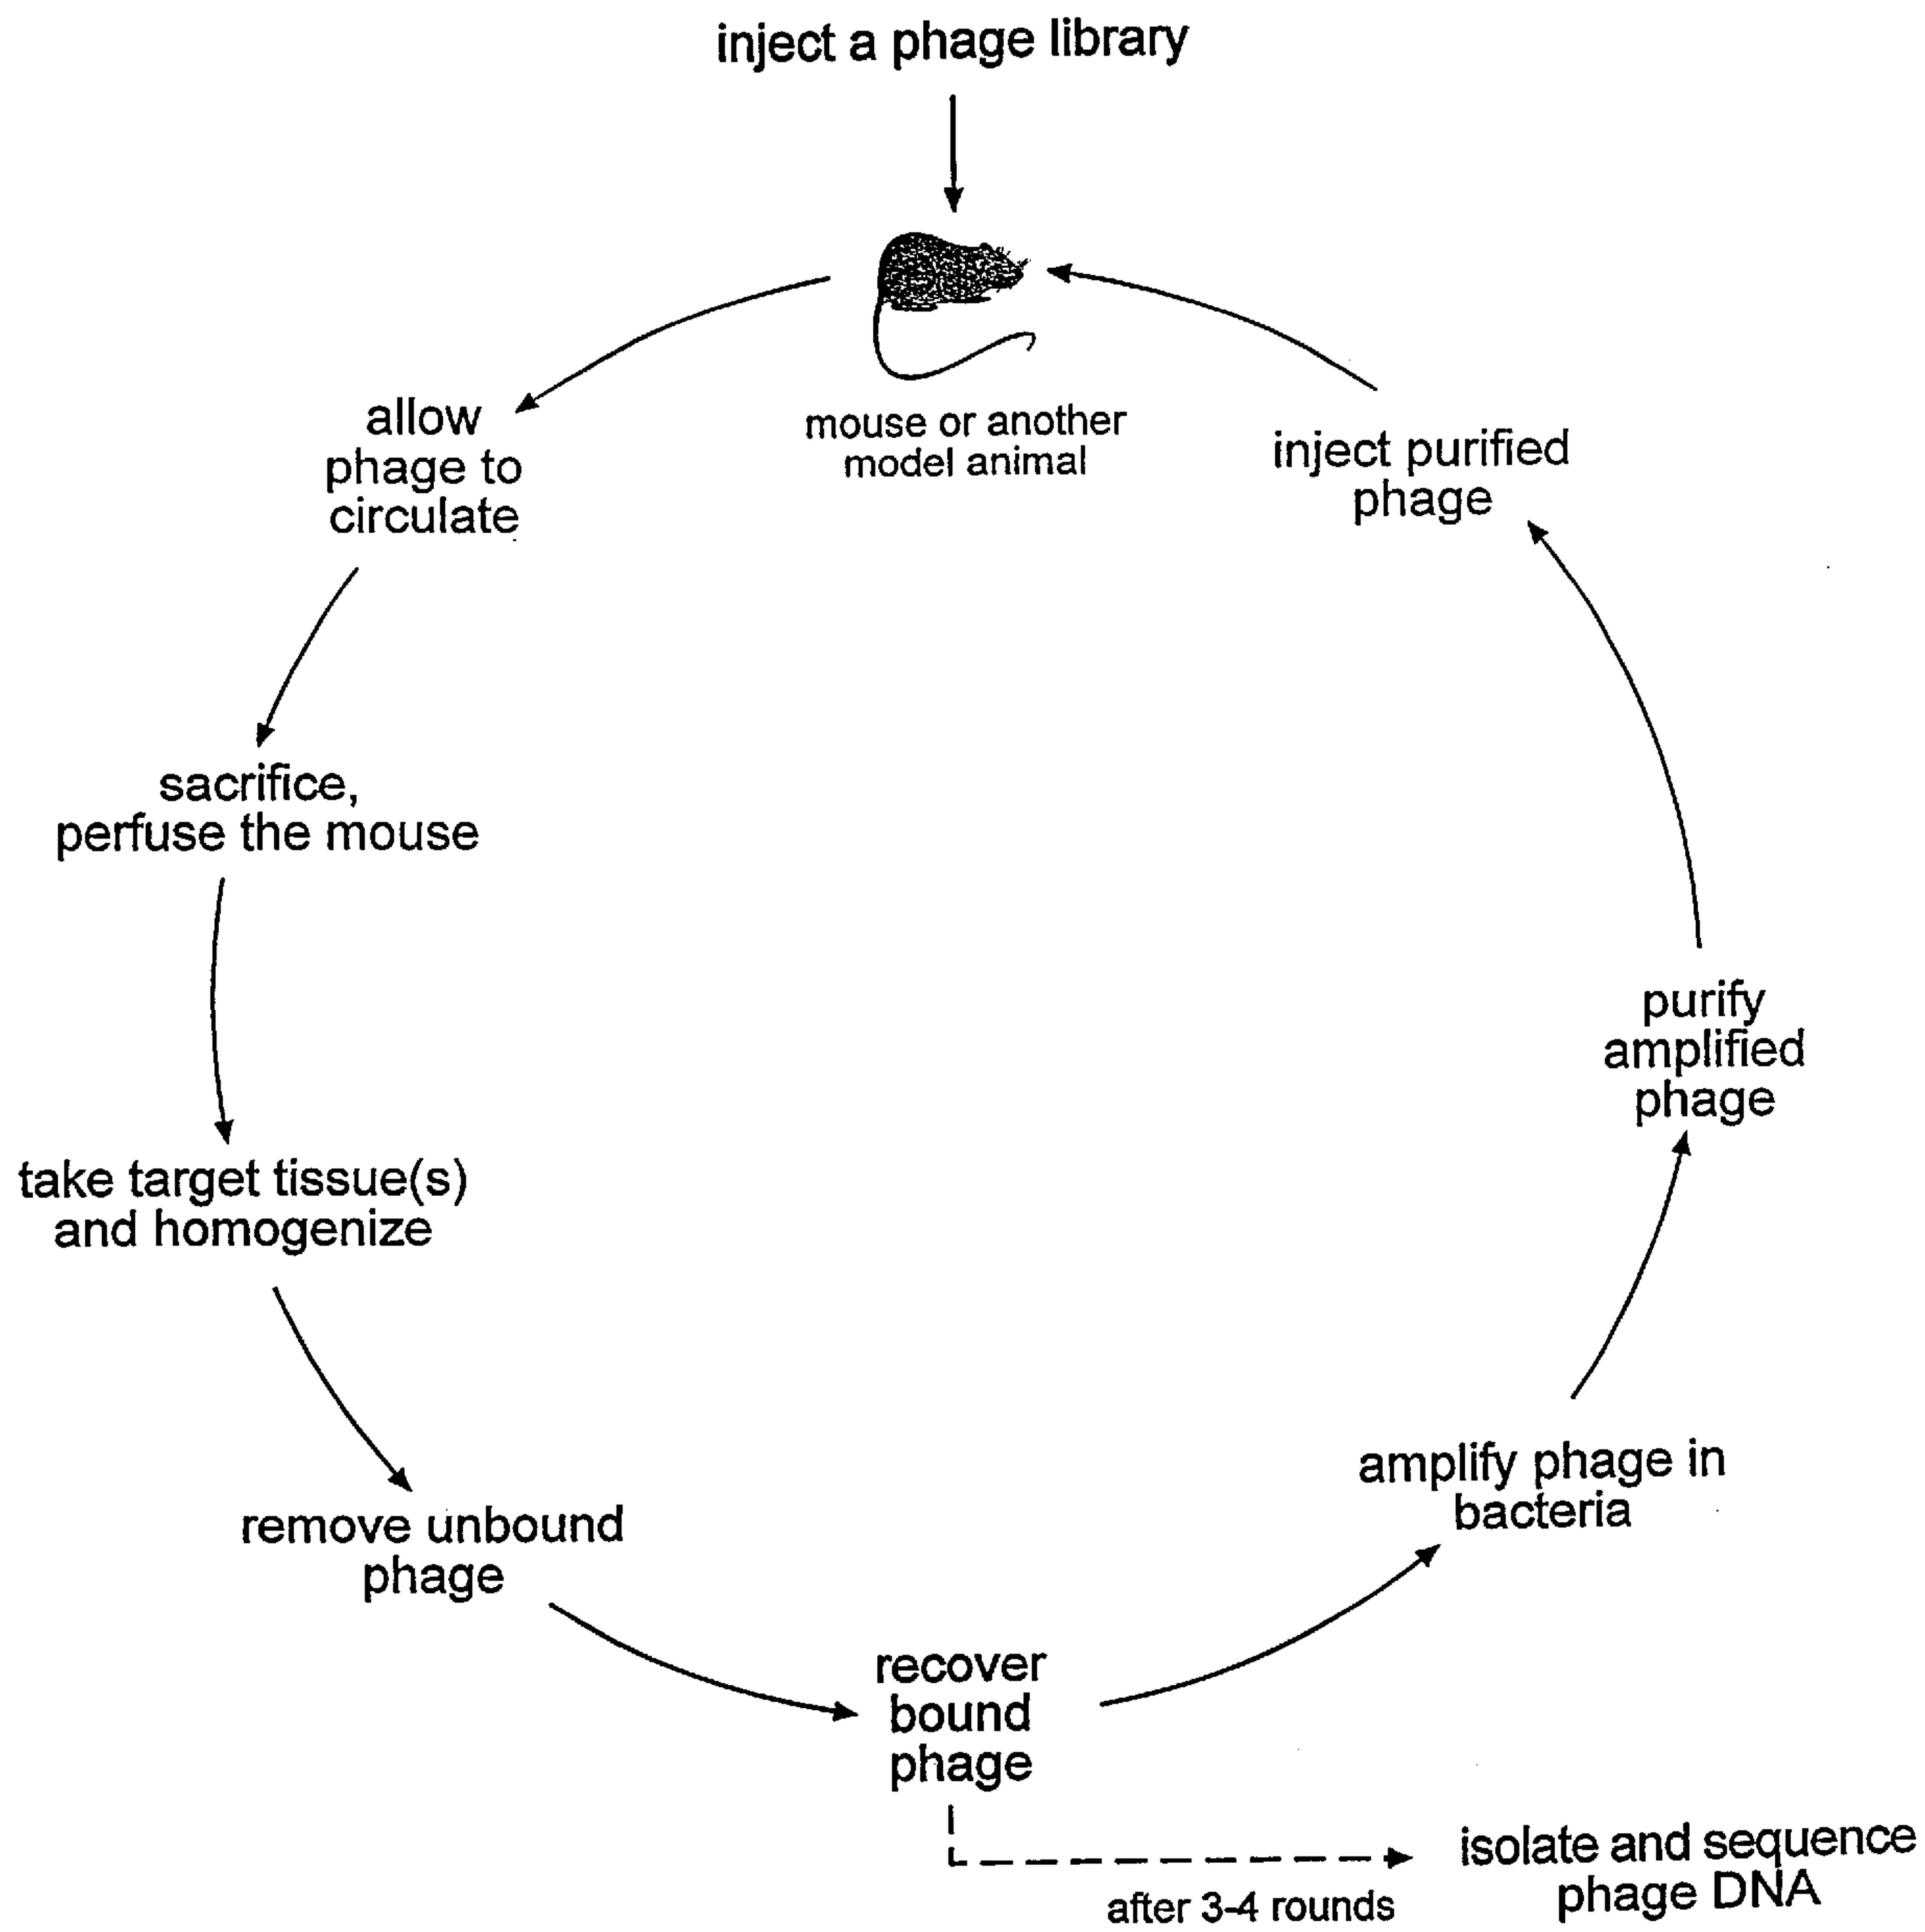 inject a phage library
mouse or another
model animal
allow
phage to
circulate
sacrifice,
perfuse the mouse
take target tissue(s)
and homogenize
remove unbound
phage
recover
bound
phage
amplify phage in
bacteria
purify
amplified
phage
inject purified
phage
after 3-4 rounds
isolate and sequence
phage DNA